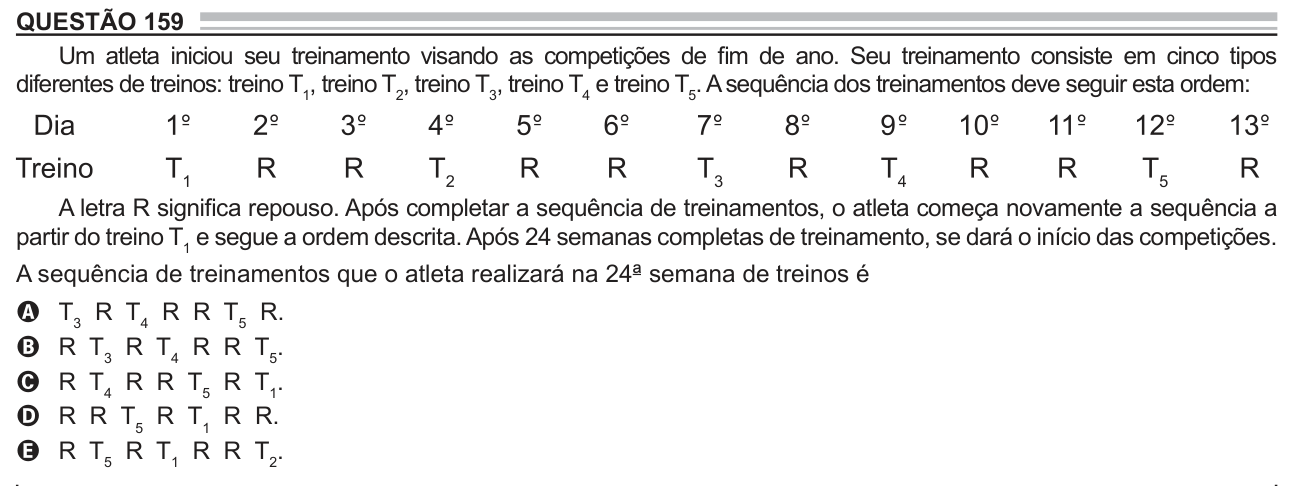 QUESTÃO 159
Um atleta iniciou seu treinamento visando as competições de fim de ano. Seu treinamento consiste em cinco tipos
diferentes de treinos: treino T₁, treino T₂, treino T₃, treino T₄ e treino T₅. A sequência dos treinamentos deve seguir esta ordem:
Dia 1º 2º 3º 4º 5º 6º 7º 8º 9º 10º 11º 12º 13º
Treino T₁ R R T₂ R R T₃ R T₄ R R T₅ R
A letra R significa repouso. Após completar a sequência de treinamentos, o atleta começa novamente a sequência a
partir do treino T₁ e segue a ordem descrita. Após 24 semanas completas de treinamento, se dará o início das competições.
A sequência de treinamentos que o atleta realizará na 24ª semana de treinos é
A T₃ R T₄ R R T₅ R.
B R T₃ R T₄ R R T₅.
C R T₄ R R T₅ R T₁.
D R R T₅ R T₁ R R.
E R T₅ R T₁ R R T₂.